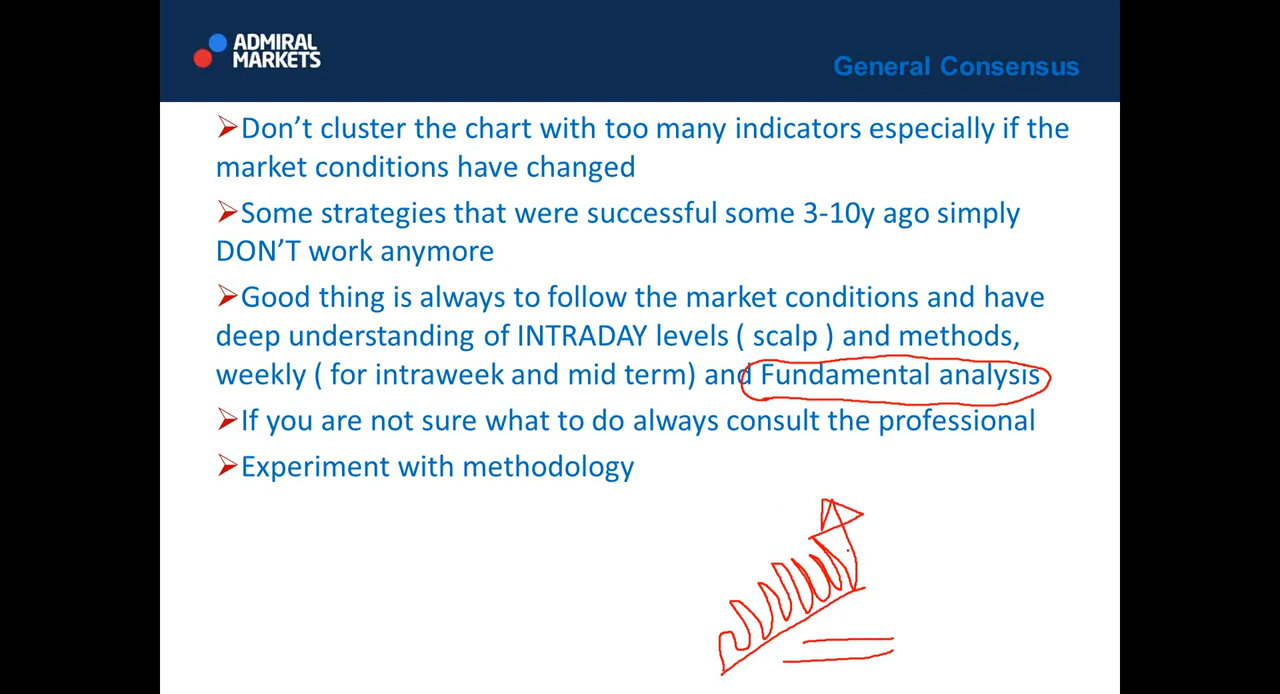 ADMIRAL
MARKETS
General Consensus
Don't cluster the chart with too many indicators especially if the
market conditions have changed
Some strategies that were successful some 3-10y ago simply
DON'T work anymore
Good thing is always to follow the market conditions and have
deep understanding of INTRADAY levels ( scalp ) and methods,
weekly ( for intraweek and mid term) and Fundamental analysis
If you are not sure what to do always consult the professional
Experiment with methodology